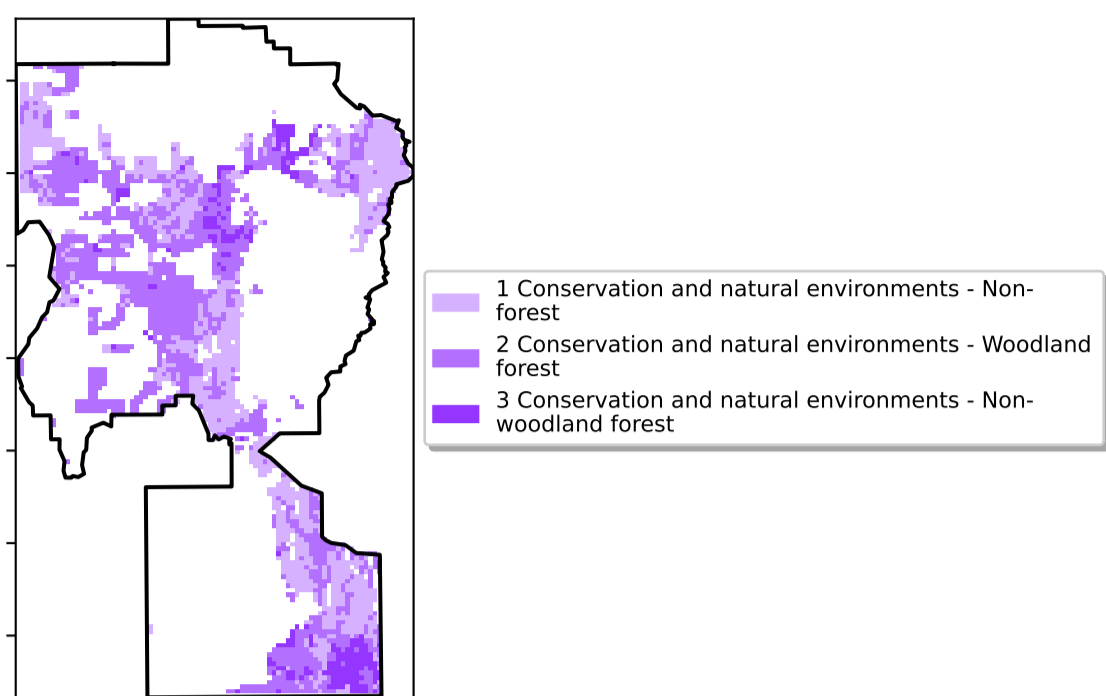 1 Conservation and natural environments - Non-
forest
2 Conservation and natural environments - Woodland
forest
3 Conservation and natural environments - Non-
woodland forest